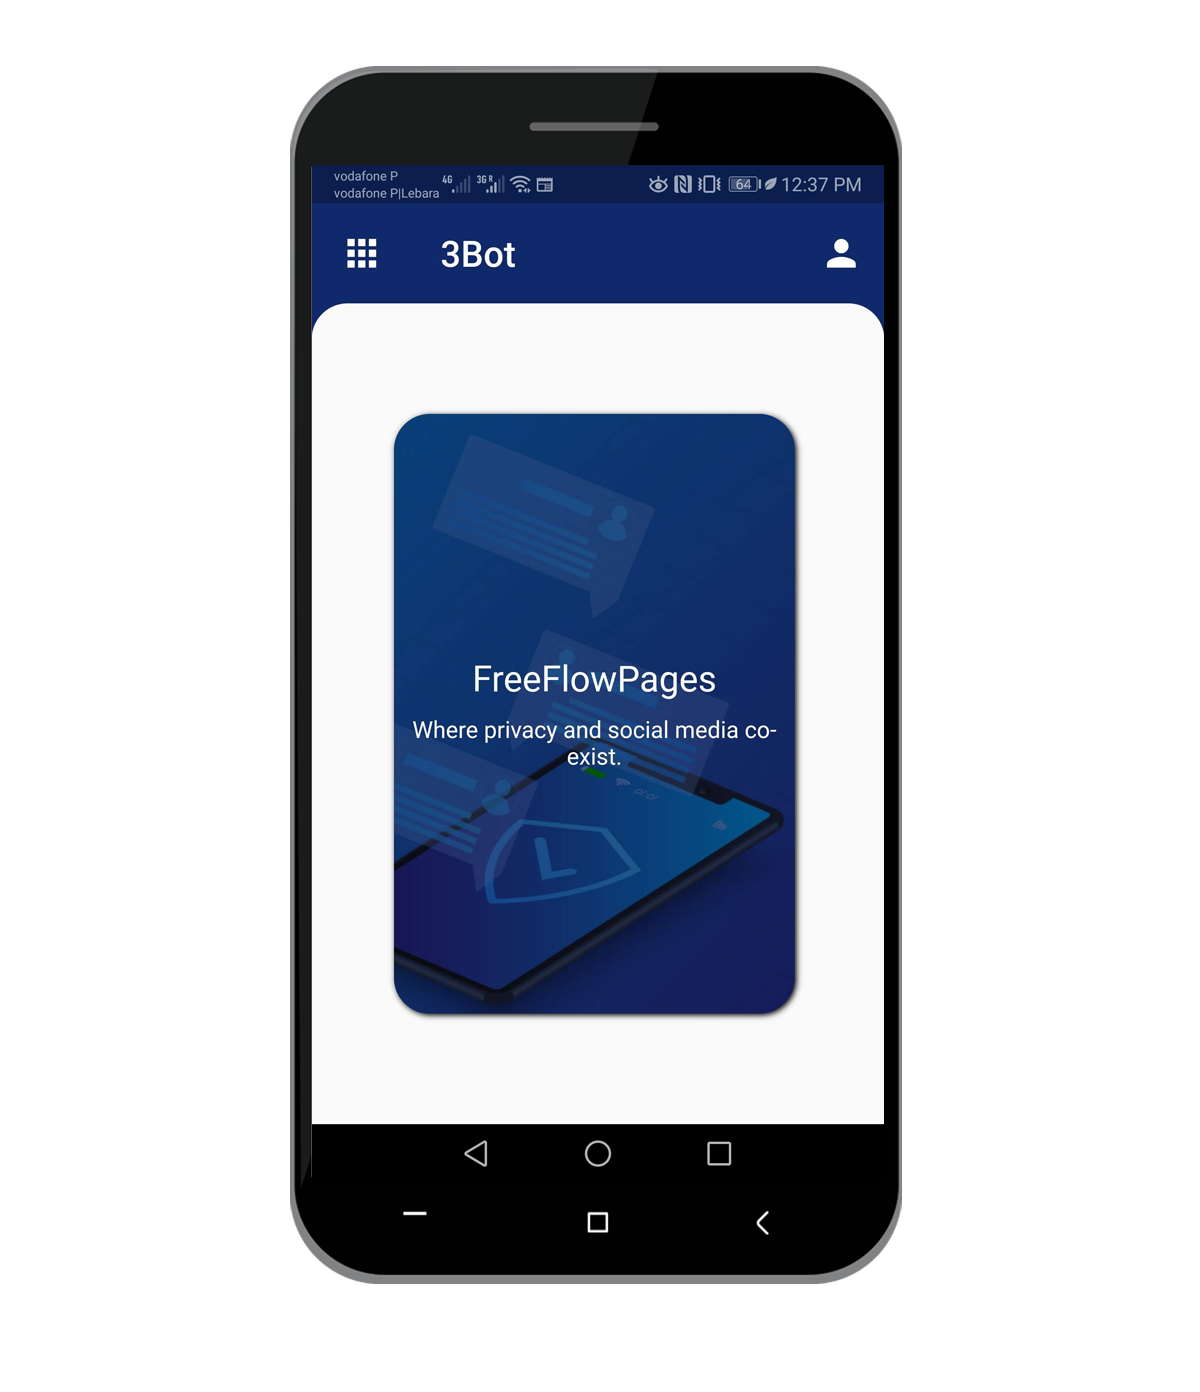 vodafone P
vodafone P|Lebara
4G
3G R
64
12:37 PM
3Bot
FreeFlowPages
Where privacy and social media co-
exist.
L